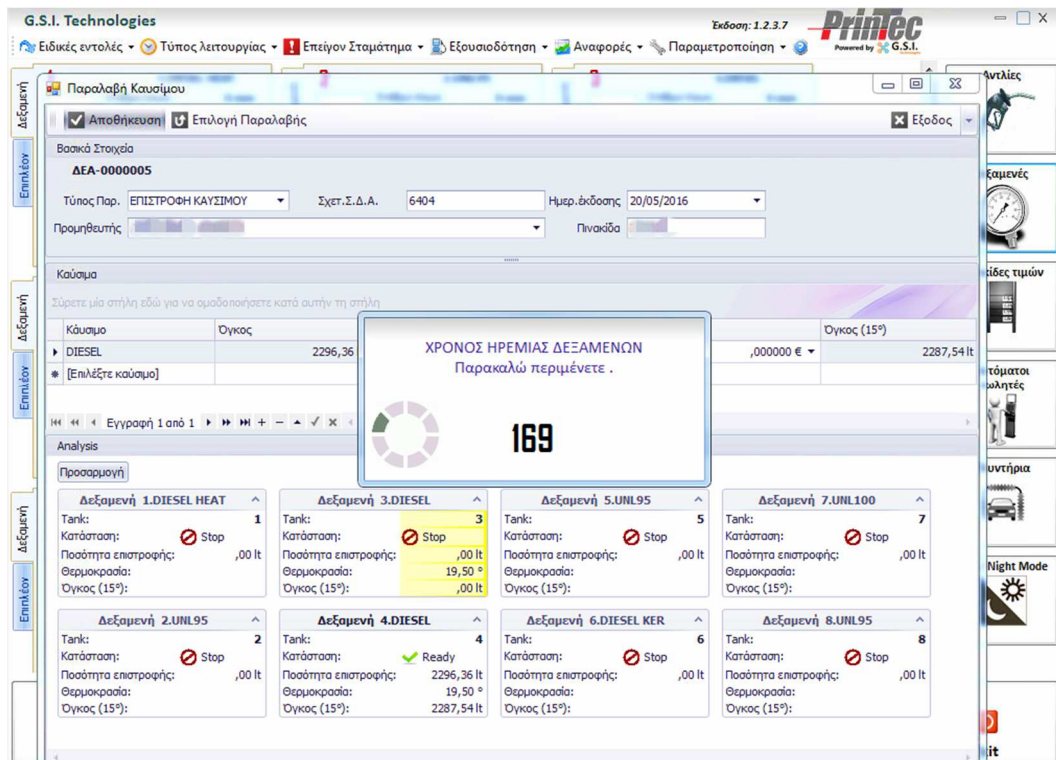 G.S.I. Technologies
Έκδοση: 1.2.3.7
PrinTec
Powered by G.S.I.
Ειδικές εντολές
Τύπος λειτουργίας
Επείγον Σταμάτημα
Εξουσιοδότηση
Αναφορές
Παραμετροποίηση
Αντλίες
Δεξαμενή
Παραλαβή Καυσίμου
Αποθήκευση
Επιλογή Παραλαβής
Εξοδος
Επιπλέον
Βασικά Στοιχεία
ΔΕΑ-0000005
ξαμενές
Τύπος Παρ. ΕΠΙΣΤΡΟΦΗ ΚΑΥΣΙΜΟΥ
Σχετ.Σ.Δ.Α. 6404
Ημερ.έκδοσης 20/05/2016
Προμηθευτής
Πινακίδα
Καύσιμα
ίδες τιμών
Σύρετε μία στήλη εδώ για να ομαδοποιήσετε κατά αυτήν τη στήλη
Δεξαμενή
Κάυσιμο
Όγκος
Όγκος (15°)
DIESEL
2296,36
,000000 €
2287,54 lt
[Επιλέξτε καύσιμο]
ΧΡΟΝΟΣ ΗΡΕΜΙΑΣ ΔΕΞΑΜΕΝΩΝ
Παρακαλώ περιμένετε .
169
Επιπλέον
τόματοι
ωλητές
Εγγραφή 1 από 1
Analysis
Προσαρμογή
υντήρια
Δεξαμενή 1.DIESEL HEAT
Tank: 1
Κατάσταση: Stop
Ποσότητα επιστροφής: ,00 lt
Θερμοκρασία:
Όγκος (15°):
Δεξαμενή 3.DIESEL
Tank: 3
Κατάσταση: Stop
Ποσότητα επιστροφής: ,00 lt
Θερμοκρασία: 19,50 °
Όγκος (15°): ,00 lt
Δεξαμενή 5.UNL95
Tank: 5
Κατάσταση: Stop
Ποσότητα επιστροφής: ,00 lt
Θερμοκρασία:
Όγκος (15°):
Δεξαμενή 7.UNL100
Tank: 7
Κατάσταση: Stop
Ποσότητα επιστροφής: ,00 lt
Θερμοκρασία:
Όγκος (15°):
Δεξαμενή
Night Mode
Επιπλέον
Δεξαμενή 2.UNL95
Tank: 2
Κατάσταση: Stop
Ποσότητα επιστροφής: ,00 lt
Θερμοκρασία:
Όγκος (15°):
Δεξαμενή 4.DIESEL
Tank: 4
Κατάσταση: Ready
Ποσότητα επιστροφής: 2296,36 lt
Θερμοκρασία: 19,50 °
Όγκος (15°): 2287,54 lt
Δεξαμενή 6.DIESEL KER
Tank: 6
Κατάσταση: Stop
Ποσότητα επιστροφής: ,00 lt
Θερμοκρασία:
Όγκος (15°):
Δεξαμενή 8.UNL95
Tank: 8
Κατάσταση: Stop
Ποσότητα επιστροφής: ,00 lt
Θερμοκρασία:
Όγκος (15°):
it